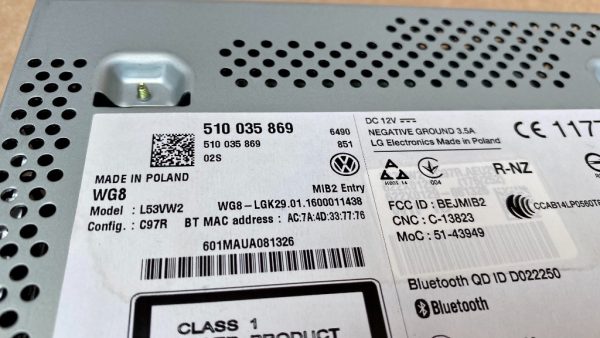 510 035 869
510 035 869
02S
6490
851
MADE IN POLAND
WG8
MIB2 Entry
Model : L53VW2
WG8-LGK29.01.1600011438
Config. : C97R
BT MAC address : AC:7A:4D:33:77:76
601MAUA081326
CLASS 1
PRODUCT
DC 12V
NEGATIVE GROUND 3.5A
LG Electronics Made in Poland
CE 1177
004
R-NZ
FCC ID : BEJMIB2
CNC : C-13823
MoC : 51-43949
CCAB14LP0560TE
Bluetooth QD ID D022250
Bluetooth